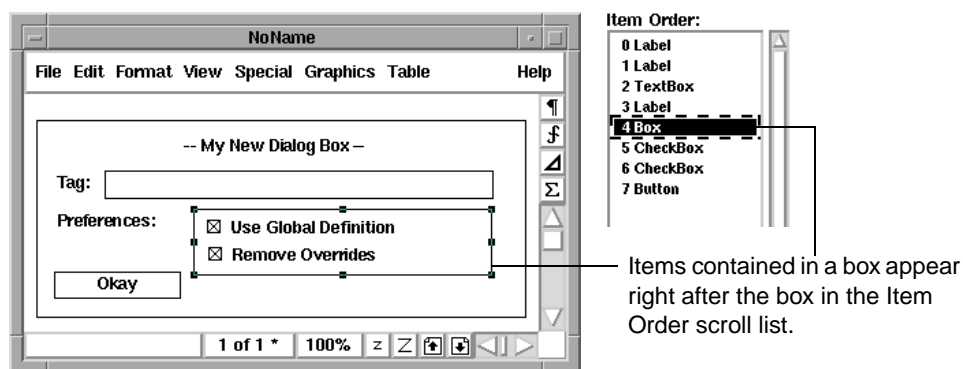 NoName
File Edit Format View Special Graphics Table Help
-- My New Dialog Box –
Tag:
Preferences:
Use Global Definition
Remove Overrides
Okay
1 of 1 * 100% z Z
Item Order:
0 Label
1 Label
2 TextBox
3 Label
4 Box
5 CheckBox
6 CheckBox
7 Button
Items contained in a box appear
right after the box in the Item
Order scroll list.
¶
∮
Σ